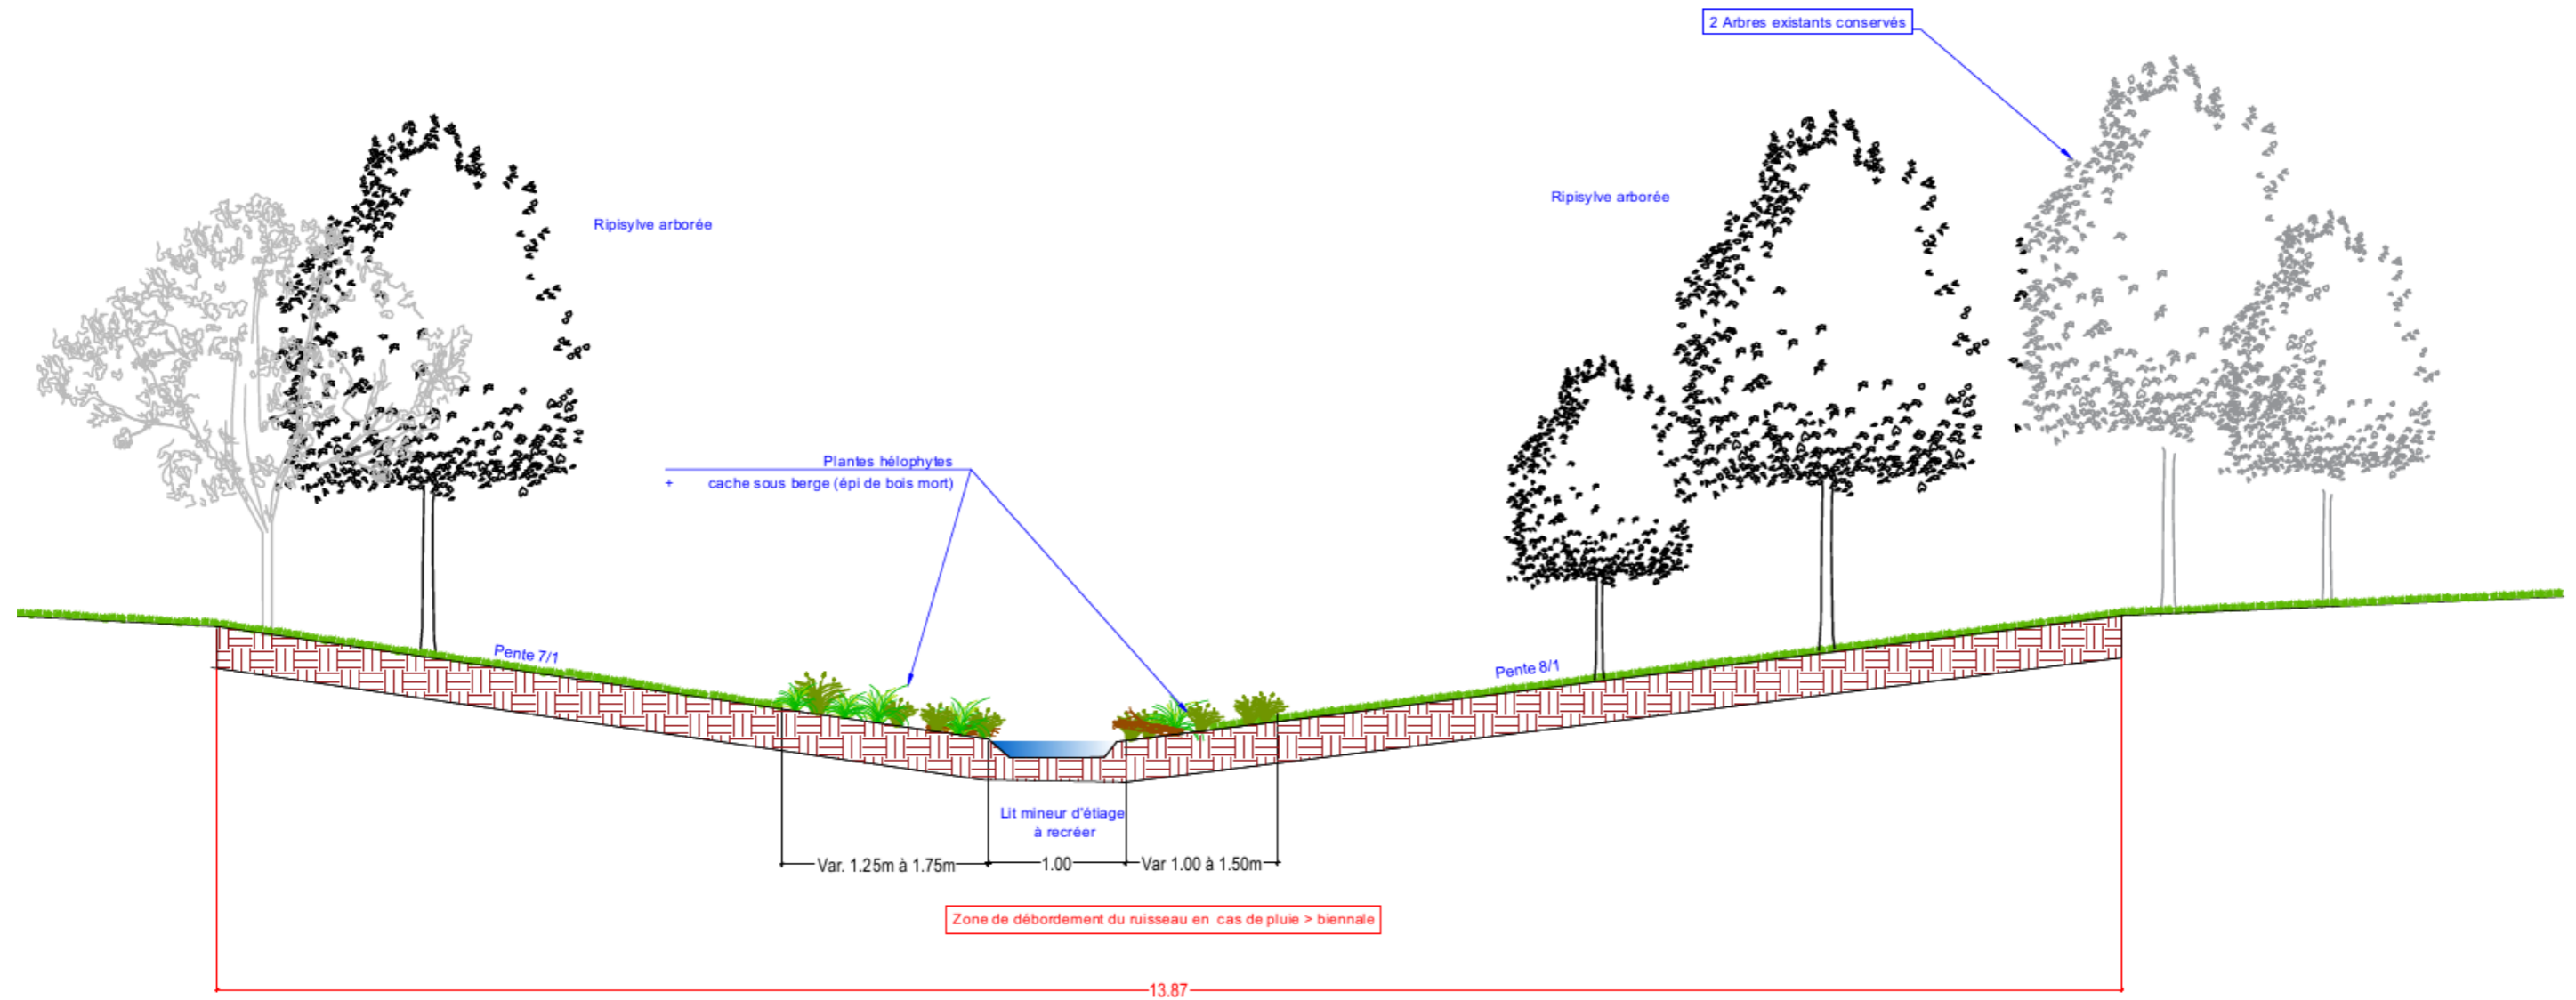 2 Arbres existants conservés
Ripisylve arborée
Ripisylve arborée
Plantes hélophytes
+ cache sous berge (épi de bois mort)
Pente 7/1
Pente 8/1
Lit mineur d'étiage
à recréer
Var. 1.25m à 1.75m
1.00
Var 1.00 à 1.50m
Zone de débordement du ruisseau en cas de pluie > biennale
13.87